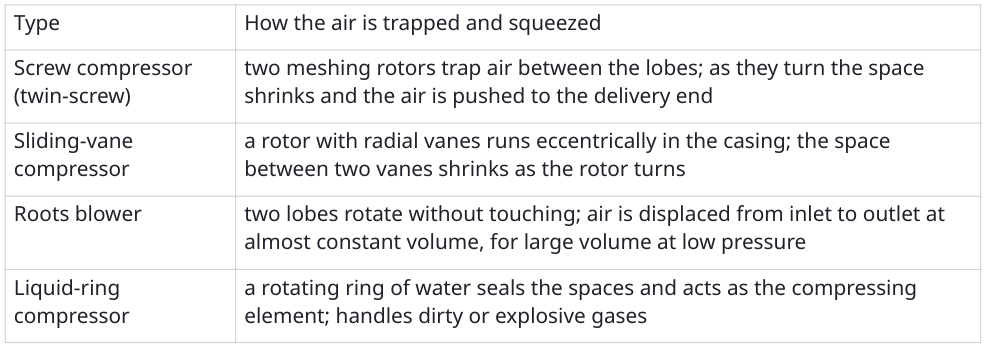 Type
How the air is trapped and squeezed
Screw compressor
(twin-screw)
two meshing rotors trap air between the lobes; as they turn the space
shrinks and the air is pushed to the delivery end
Sliding-vane
compressor
a rotor with radial vanes runs eccentrically in the casing; the space
between two vanes shrinks as the rotor turns
Roots blower
two lobes rotate without touching; air is displaced from inlet to outlet at
almost constant volume, for large volume at low pressure
Liquid-ring
compressor
a rotating ring of water seals the spaces and acts as the compressing
element; handles dirty or explosive gases